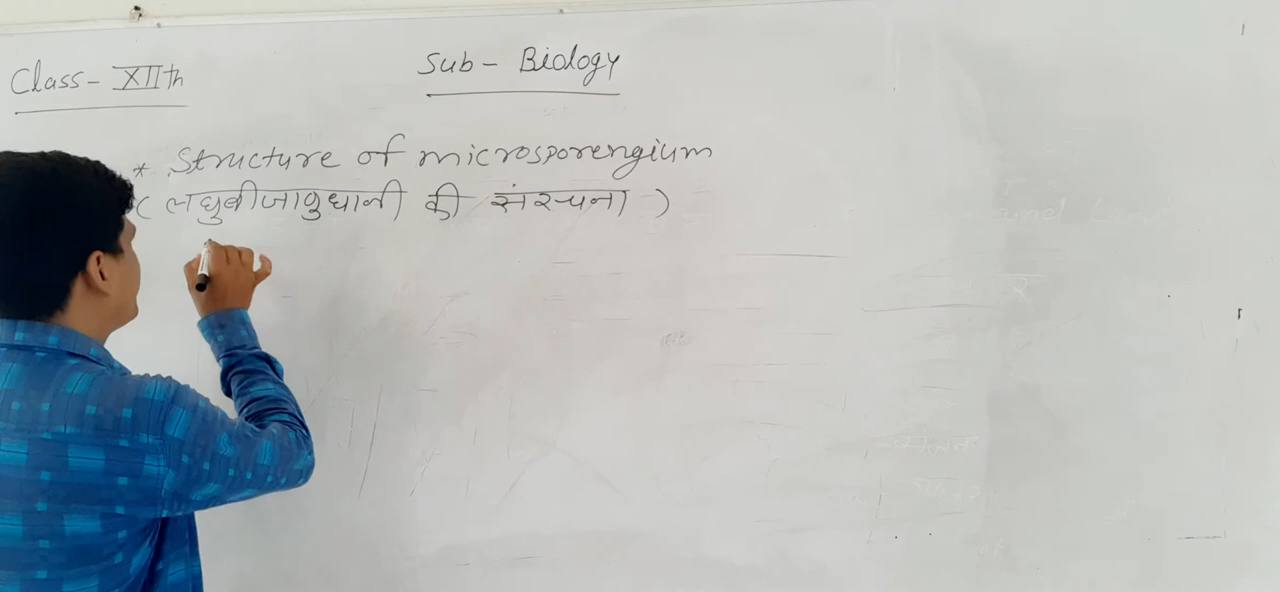 Class - XIIth
Sub - Biology
* Structure of microsporengium
( लघुबीजाणुधानी की संरचना )